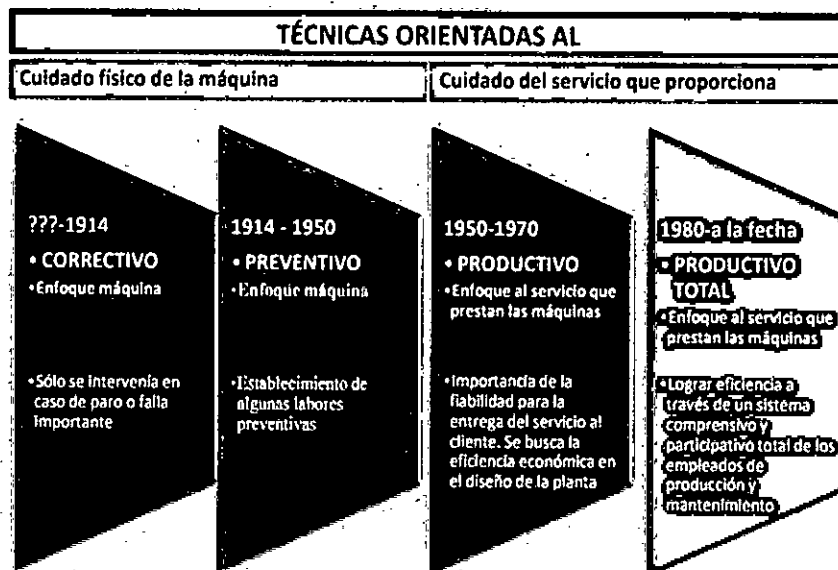 TÉCNICAS ORIENTADAS AL
Cuidado físico de la máquina
Cuidado del servicio que proporciona
???-1914
• CORRECTIVO
•Enfoque máquina
•Sólo se intervenía en
caso de paro o falla
importante
1914 - 1950
• PREVENTIVO
•Enfoque máquina
•Establecimiento de
algunas labores
preventivas
1950-1970
• PRODUCTIVO
•Enfoque al servicio que
prestan las máquinas
•Importancia de la
fiabilidad para la
entrega del servicio al
cliente. Se busca la
eficiencia económica en
el diseño de la planta
1980-a la fecha
• PRODUCTIVO
TOTAL
•Enfoque al servicio que
prestan las máquinas
•Lograr eficiencia a
través de un sistema
comprensivo y
participativo total de los
empleados de
producción y
mantenimiento